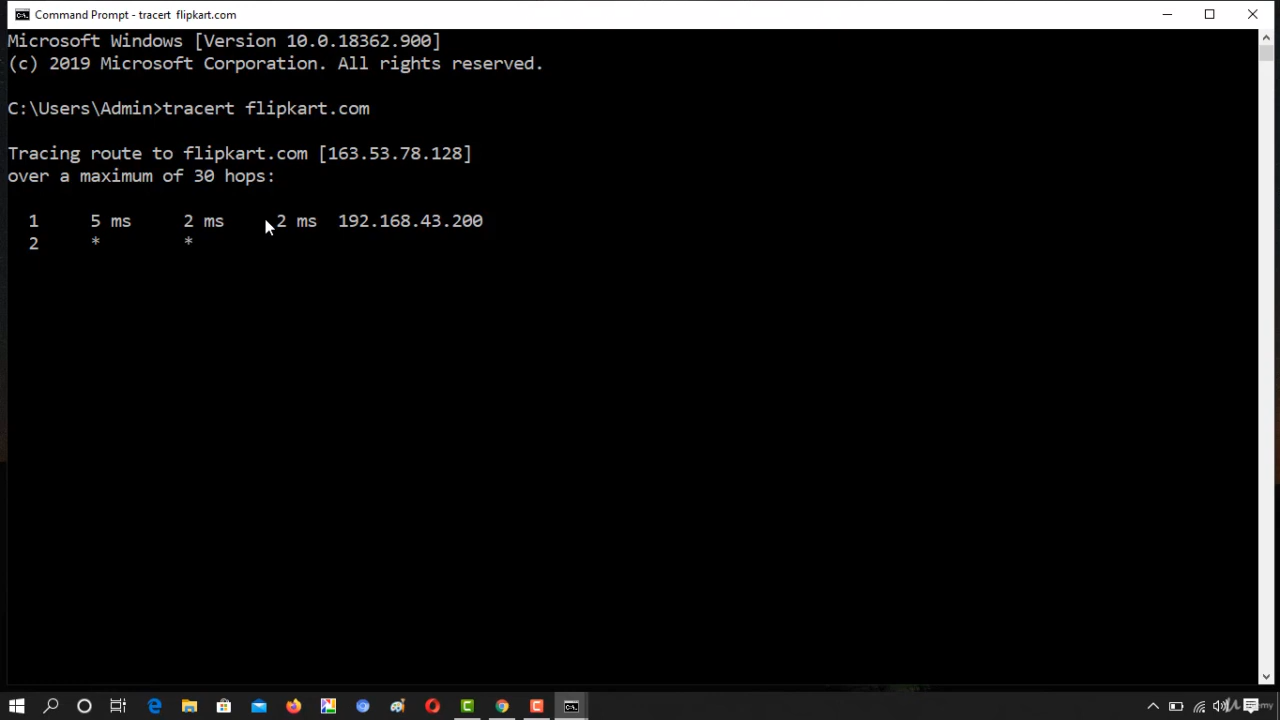 Command Prompt - tracert flipkart.com
Microsoft Windows [Version 10.0.18362.900]
(c) 2019 Microsoft Corporation. All rights reserved.
C:\Users\Admin>tracert flipkart.com
Tracing route to flipkart.com [163.53.78.128]
over a maximum of 30 hops:
1 5 ms 2 ms 2 ms 192.168.43.200
2 * *